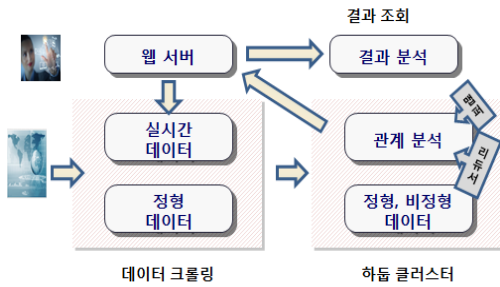 결과 조회
웹 서버
결과 분석
실시간
데이터
관계 분석
맵퍼
리듀서
정형
데이터
정형, 비정형
데이터
데이터 크롤링
하둡 클러스터